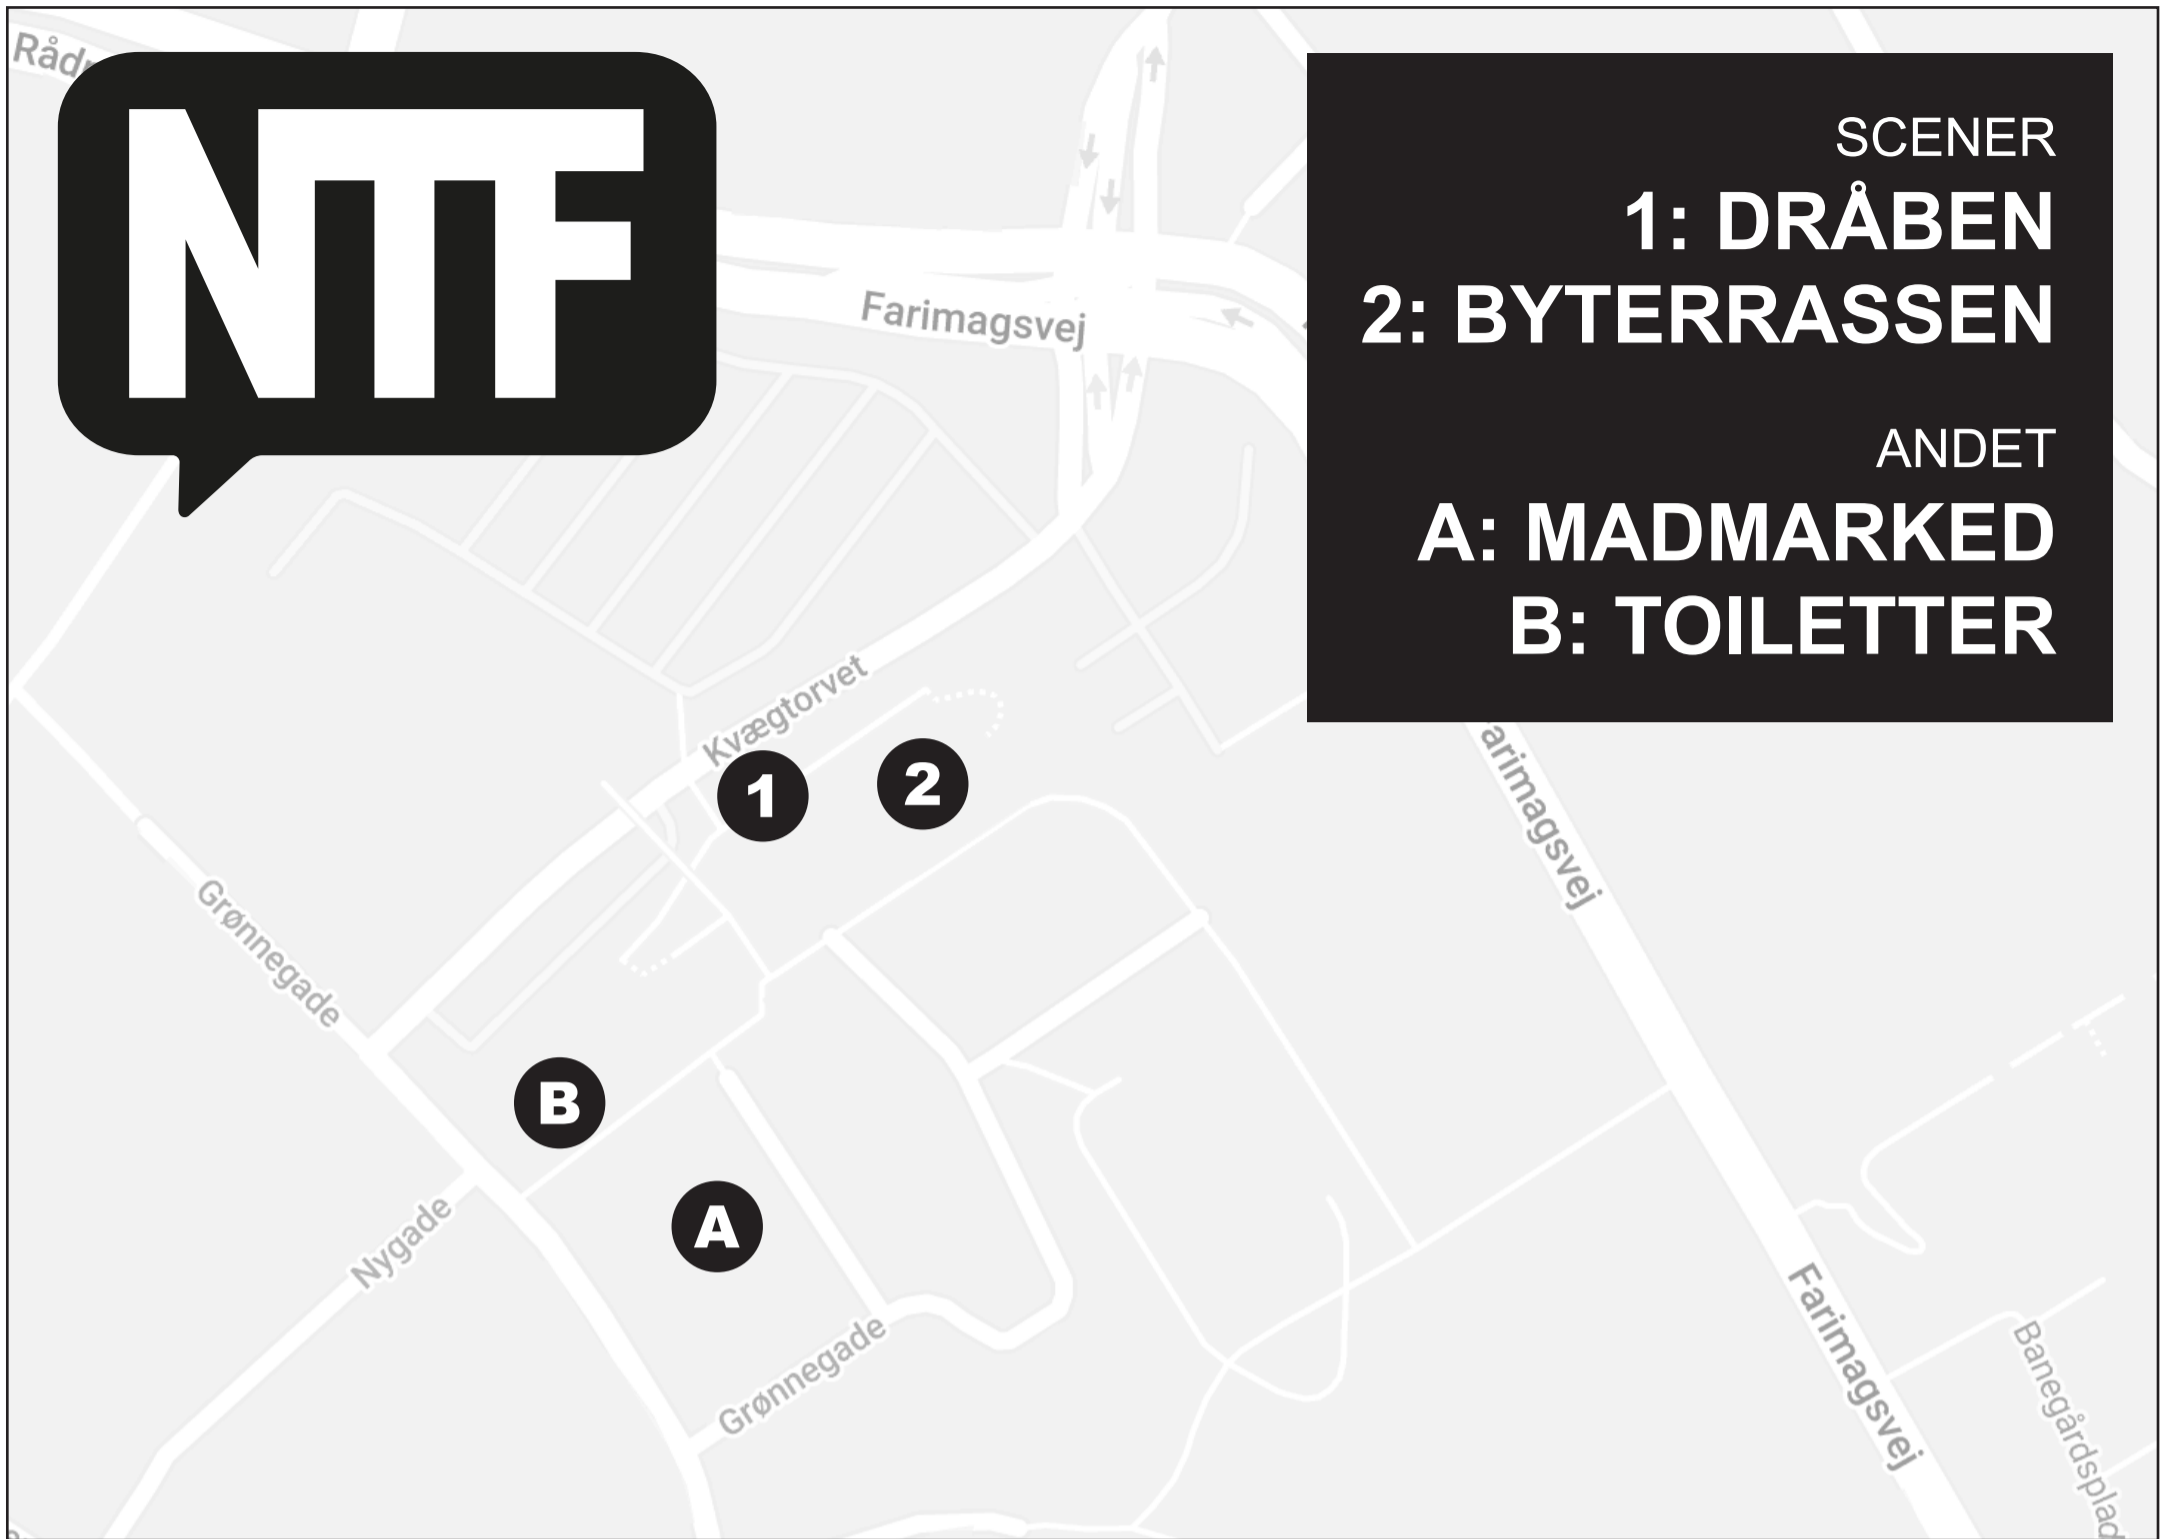 NTF
SCENER
1: DRÅBEN
2: BYTERRASSEN
ANDET
A: MADMARKED
B: TOILETTER
Farimagsvej
Kvægtorvet
1
2
Farimagsvej
Grønnegade
B
A
Nygade
Grønnegade
Farimagsvej